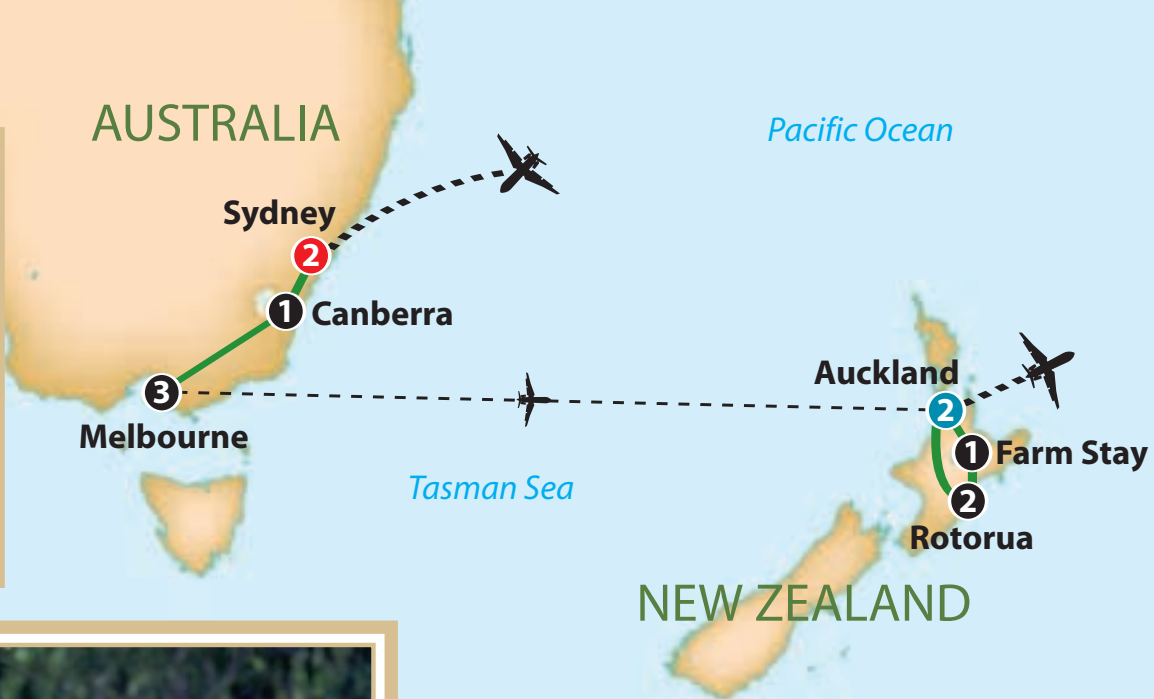 AUSTRALIA
Pacific Ocean
Sydney
2
1 Canberra
3
Melbourne
Auckland
2
1 Farm Stay
2
Rotorua
Tasman Sea
NEW ZEALAND